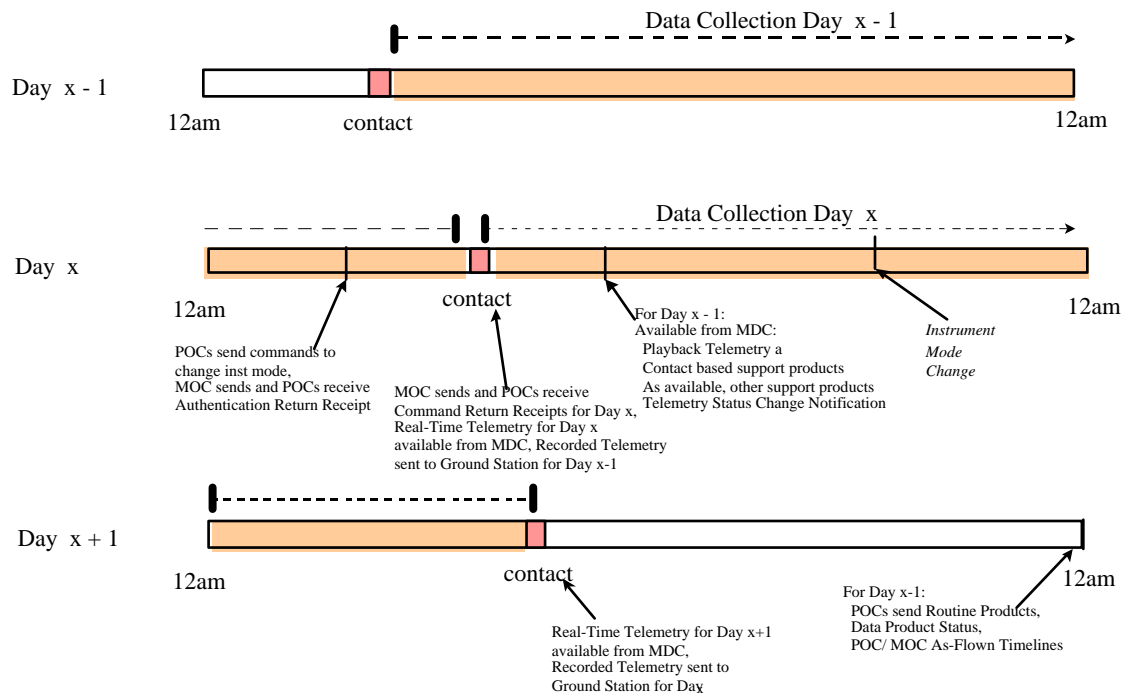 Data Collection Day x - 1
Day x - 1
12am
contact
12am
Data Collection Day x
Day x
12am
contact
12am
POCs send commands to
change inst mode,
MOC sends and POCs receive
Authentication Return Receipt
MOC sends and POCs receive
Command Return Receipts for Day x,
Real-Time Telemetry for Day x
available from MDC, Recorded Telemetry
sent to Ground Station for Day x-1
For Day x - 1:
Available from MDC:
Playback Telemetry a
Contact based support products
As available, other support products
Telemetry Status Change Notification
Instrument
Mode
Change
Day x + 1
12am
contact
12am
Real-Time Telemetry for Day x+1
available from MDC,
Recorded Telemetry sent to
Ground Station for Day x
For Day x-1:
POCs send Routine Products,
Data Product Status,
POC/ MOC As-Flown Timelines